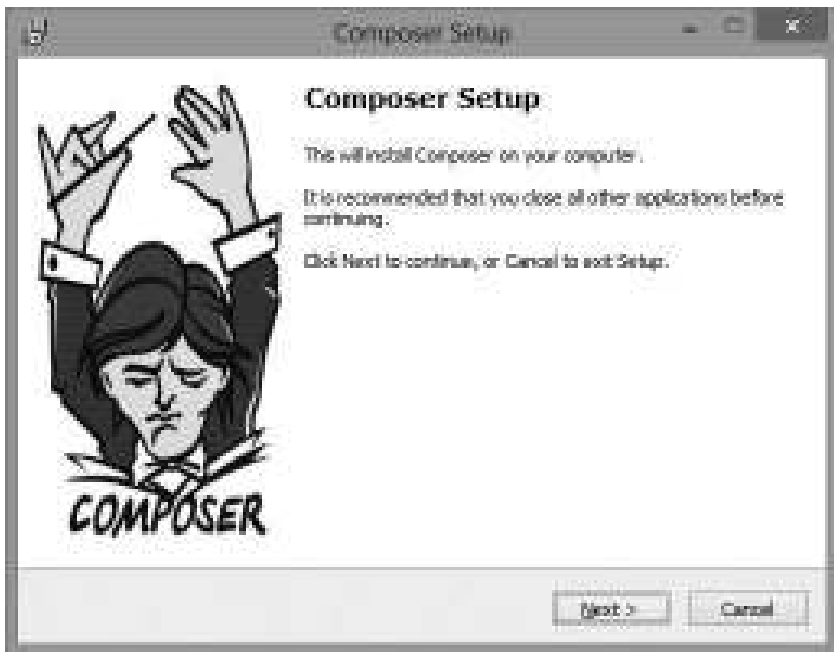 Composer Setup
Composer Setup
This will install Composer on your computer.
It is recommended that you close all other applications before
continuing.
Click Next to continue, or Cancel to exit Setup.
COMPOSER
Next >
Cancel